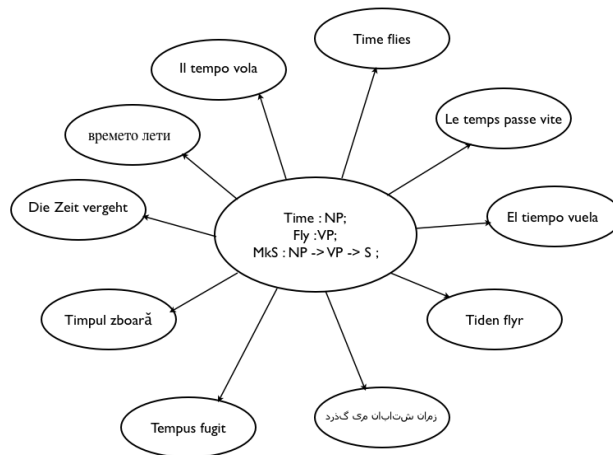 Time flies
Il tempo vola
Le temps passe vite
времето лети
Die Zeit vergeht
El tiempo vuela
Time : NP;
Fly :VP;
MkS : NP -> VP -> S ;
Timpul zboară
Tiden flyr
Tempus fugit
زمان شتابان می گذرد